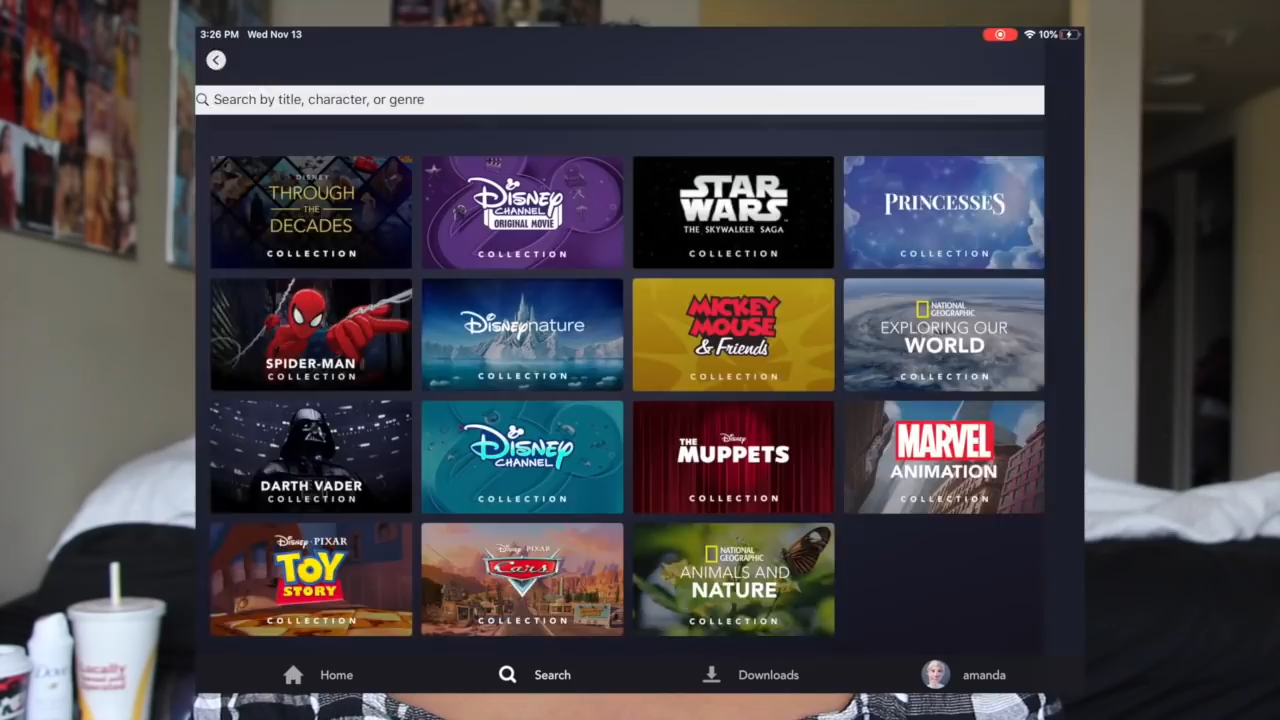 3:26 PM Wed Nov 13
10%
Search by title, character, or genre
DISNEY
THROUGH
THE
DECADES
COLLECTION
Disney
CHANNEL
ORIGINAL MOVIE
COLLECTION
STAR
WARS
THE SKYWALKER SAGA
COLLECTION
PRINCESSES
COLLECTION
SPIDER-MAN
COLLECTION
Disneynature
COLLECTION
MICKEY
MOUSE
& Friends
COLLECTION
NATIONAL
GEOGRAPHIC
EXPLORING OUR
WORLD
COLLECTION
DARTH VADER
COLLECTION
Disney
CHANNEL
COLLECTION
Disney
THE
MUPPETS
COLLECTION
MARVEL
ANIMATION
COLLECTION
Disney · PIXAR
TOY
STORY
COLLECTION
Disney · PIXAR
Cars
COLLECTION
NATIONAL
GEOGRAPHIC
ANIMALS AND
NATURE
COLLECTION
Dove
Locally
operated
Home
Search
Downloads
amanda